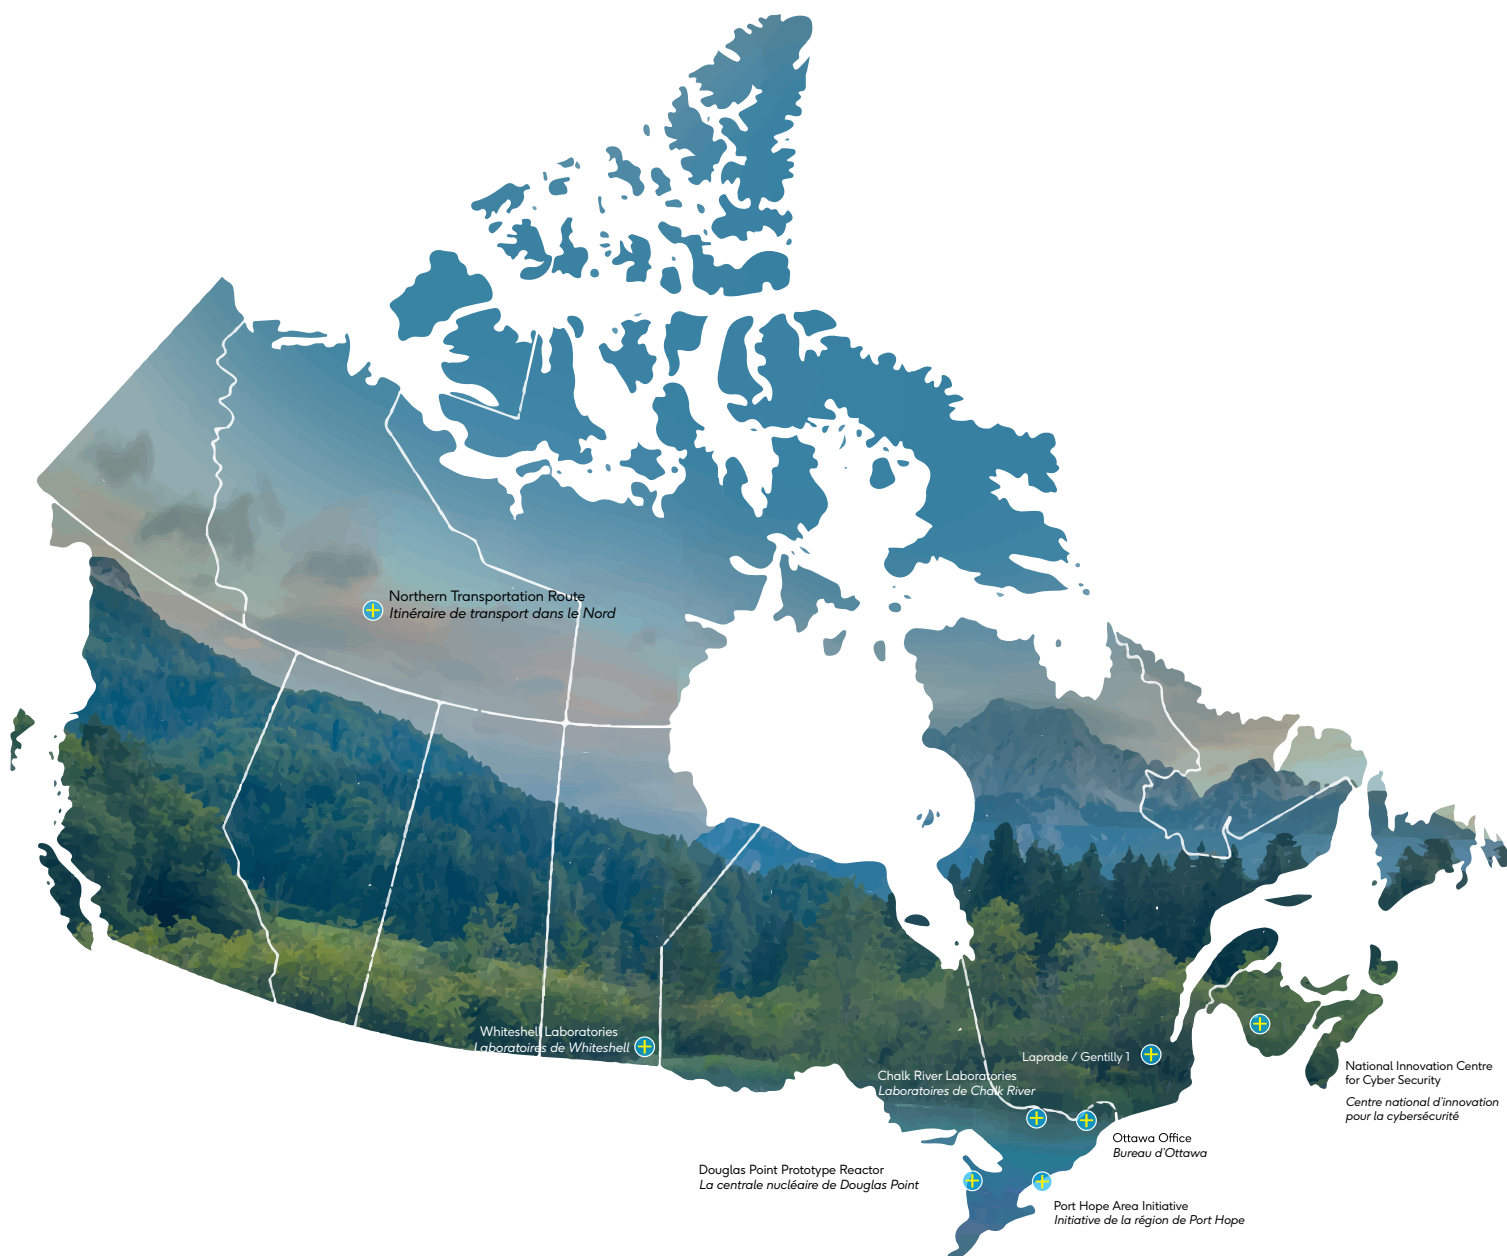 Northern Transportation Route
Itinéraire de transport dans le Nord
Whiteshell Laboratories
Laboratoires de Whiteshell
Laprade / Gentilly 1
National Innovation Centre
for Cyber Security
Centre national d'innovation
pour la cybersécurité
Chalk River Laboratories
Laboratoires de Chalk River
Ottawa Office
Bureau d'Ottawa
Douglas Point Prototype Reactor
La centrale nucléaire de Douglas Point
Port Hope Area Initiative
Initiative de la région de Port Hope